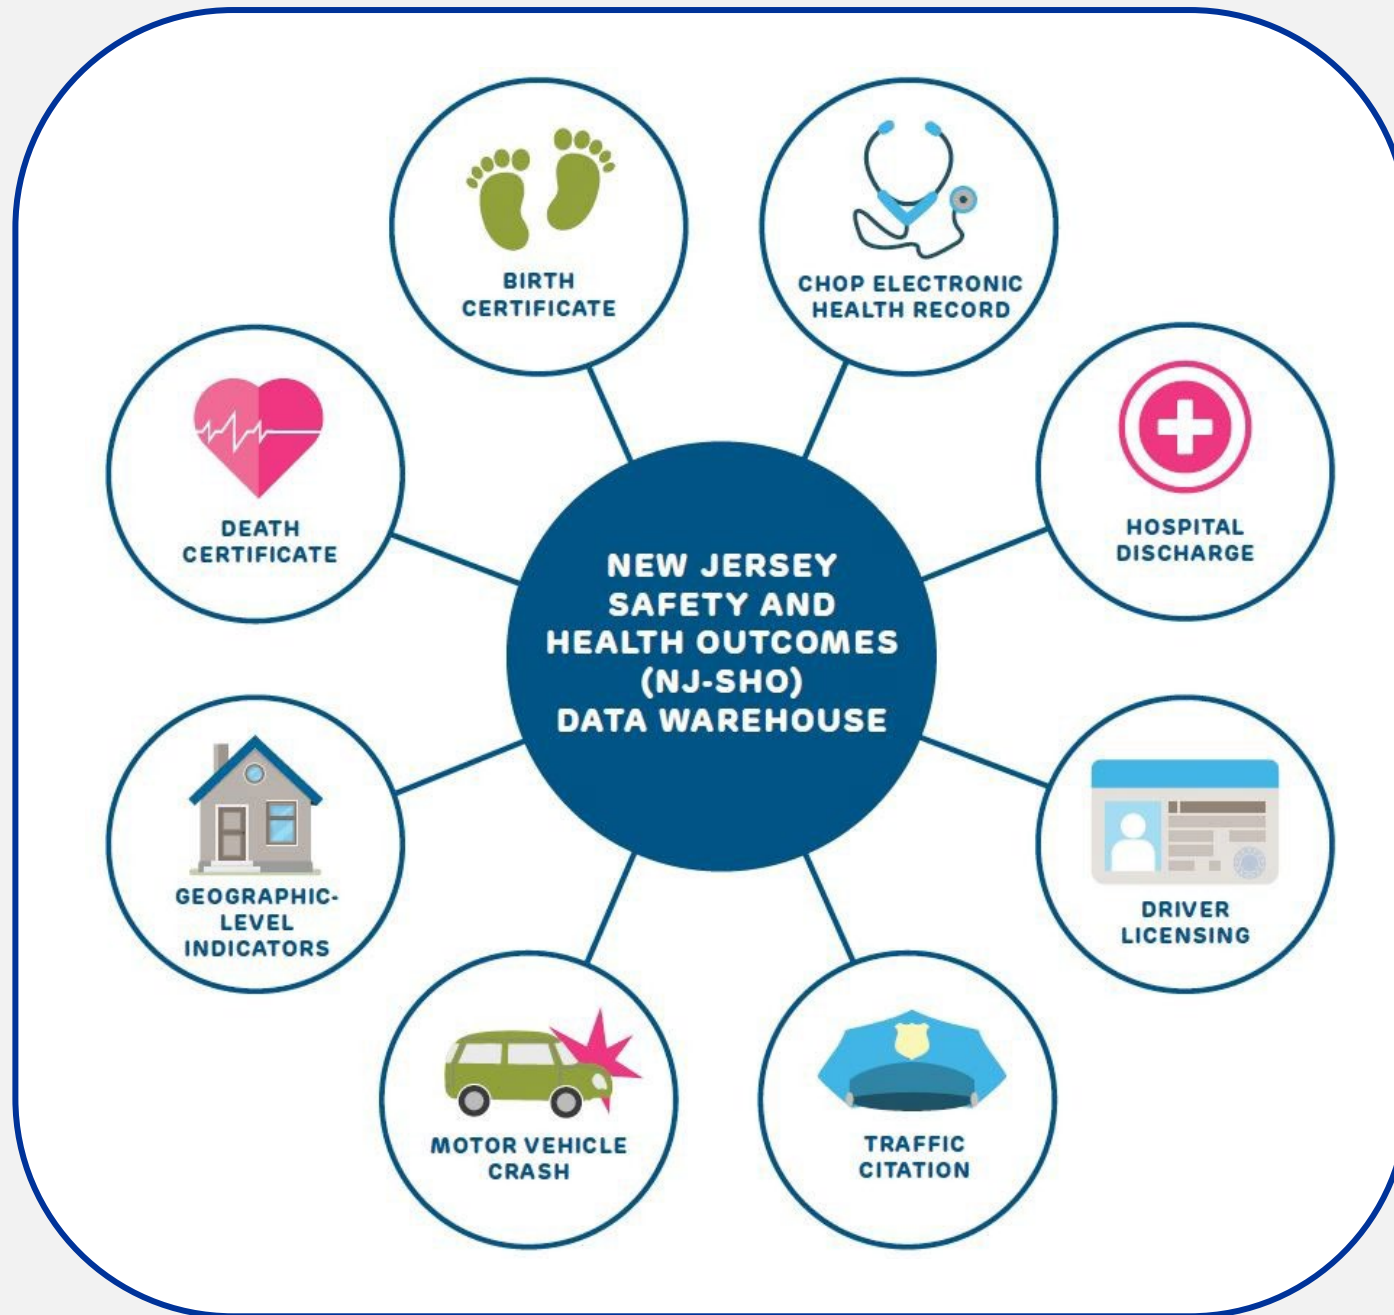 BIRTH
CERTIFICATE
CHOP ELECTRONIC
HEALTH RECORD
DEATH
CERTIFICATE
HOSPITAL
DISCHARGE
NEW JERSEY
SAFETY AND
HEALTH OUTCOMES
(NJ-SHO)
DATA WAREHOUSE
GEOGRAPHIC-
LEVEL
INDICATORS
DRIVER
LICENSING
MOTOR VEHICLE
CRASH
TRAFFIC
CITATION